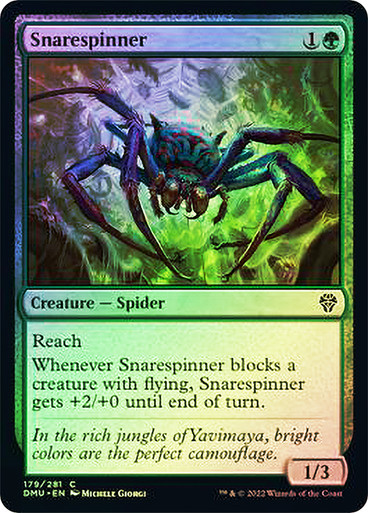 Snarespinner 1
Creature — Spider
Reach
Whenever Snarespinner blocks a
creature with flying, Snarespinner
gets +2/+0 until end of turn.
In the rich jungles of Yavimaya, bright
colors are the perfect camouflage.
1/3
179/281 C
DMU • EN Michele Giorgi
™ & © 2022 Wizards of the Coast